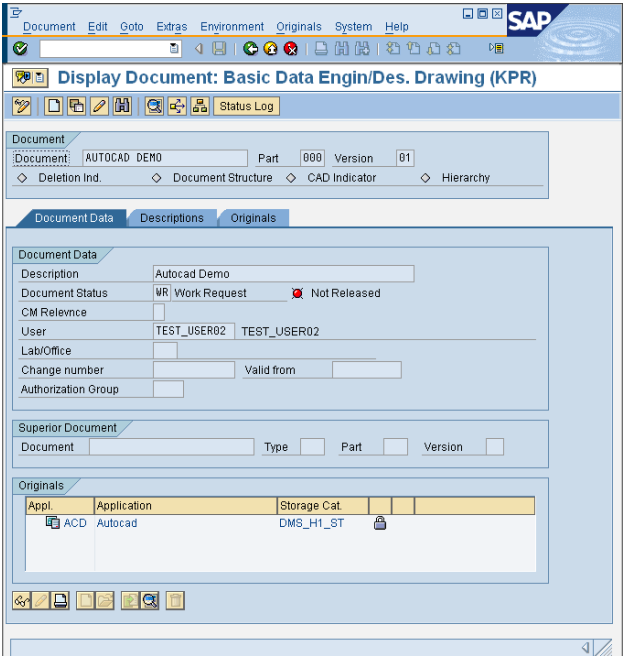 Document Edit Goto Extras Environment Originals System Help
SAP
Display Document: Basic Data Engin/Des. Drawing (KPR)
Status Log
Document
Document AUTOCAD DEMO Part 000 Version 01
Deletion Ind. Document Structure CAD Indicator Hierarchy
Document Data Descriptions Originals
Document Data
Description Autocad Demo
Document Status WR Work Request Not Released
CM Relevnce
User TEST_USER02 TEST_USER02
Lab/Office
Change number Valid from
Authorization Group
Superior Document
Document Type Part Version
Originals
Appl. Application Storage Cat.
ACD Autocad DMS_H1_ST